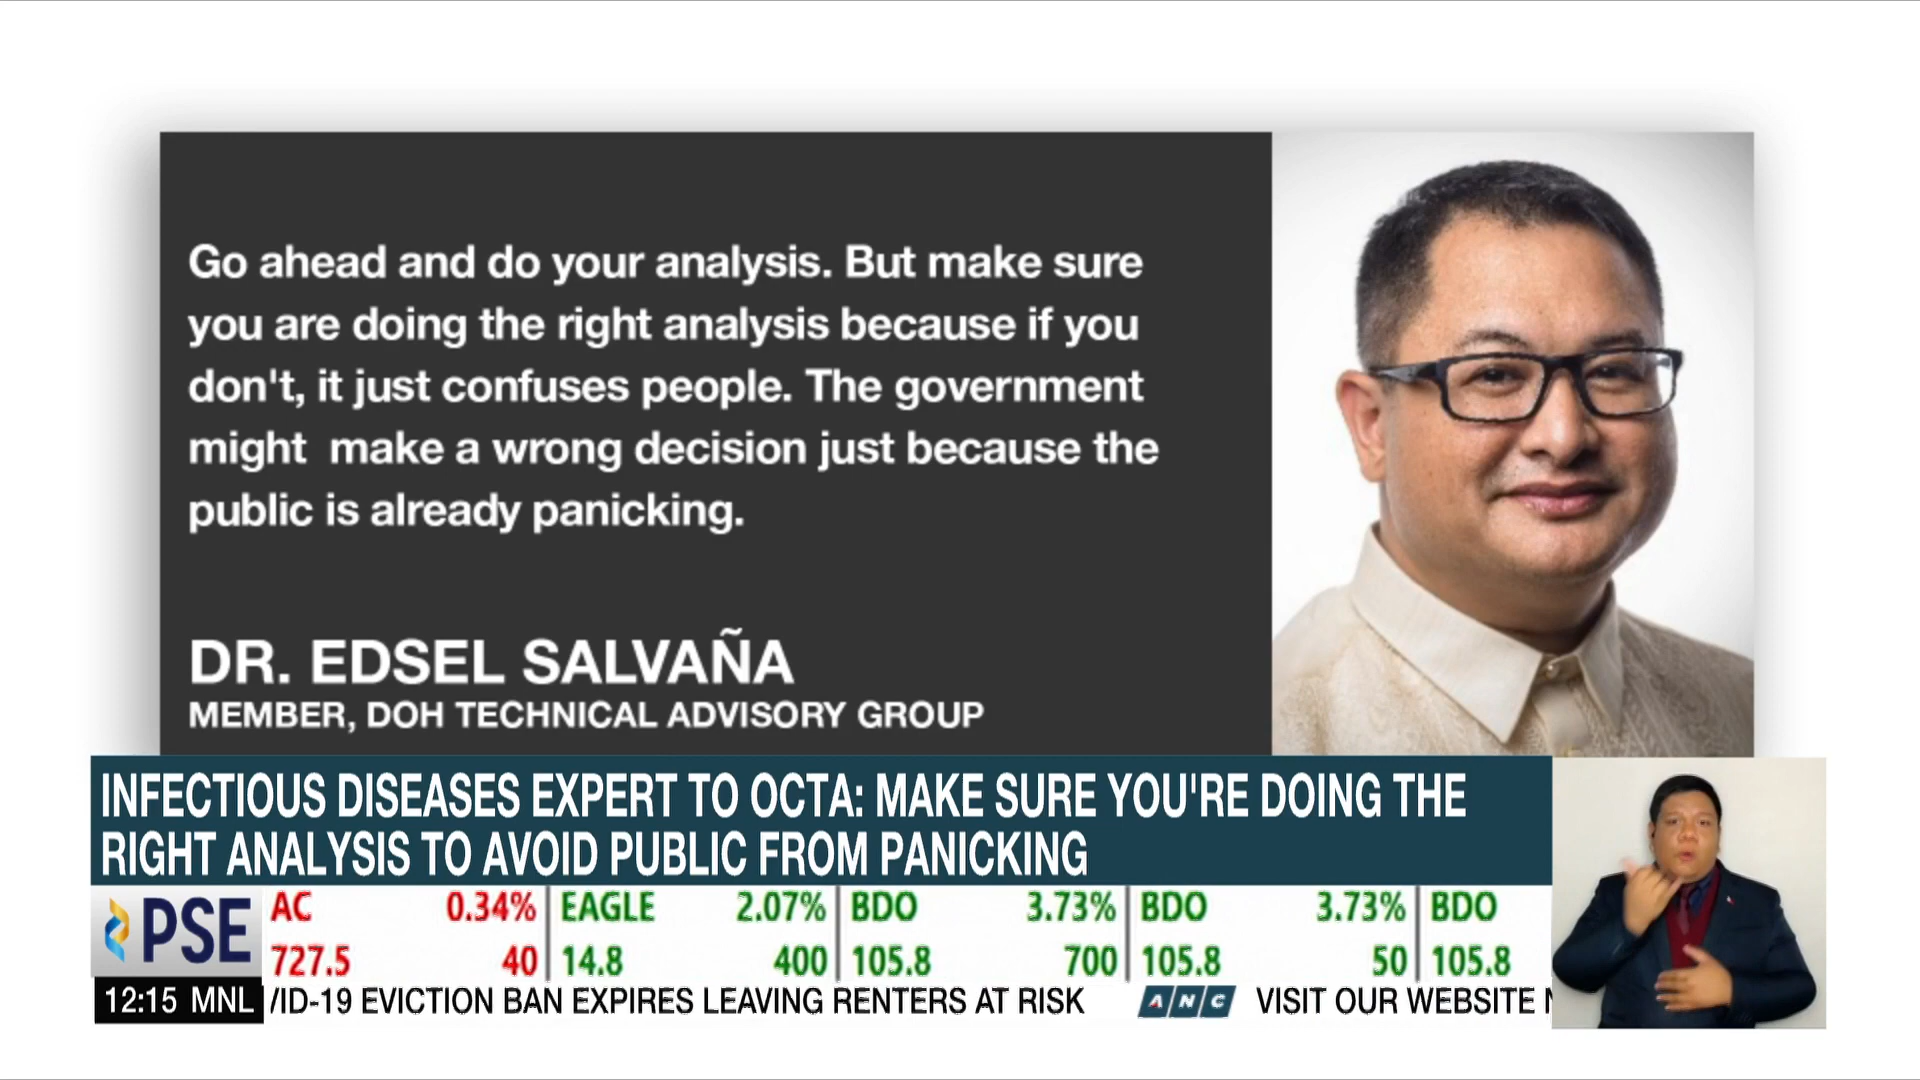 Go ahead and do your analysis. But make sure
you are doing the right analysis because if you
don't, it just confuses people. The government
might make a wrong decision just because the
public is already panicking.
DR. EDSEL SALVAÑA
MEMBER, DOH TECHNICAL ADVISORY GROUP
INFECTIOUS DISEASES EXPERT TO OCTA: MAKE SURE YOU'RE DOING THE
RIGHT ANALYSIS TO AVOID PUBLIC FROM PANICKING
PSE
AC 0.34% EAGLE 2.07% BDO 3.73% BDO 3.73% BDO
727.5 40 14.8 400 105.8 700 105.8 50 105.8
12:15 MNL /ID-19 EVICTION BAN EXPIRES LEAVING RENTERS AT RISK ANC VISIT OUR WEBSITE